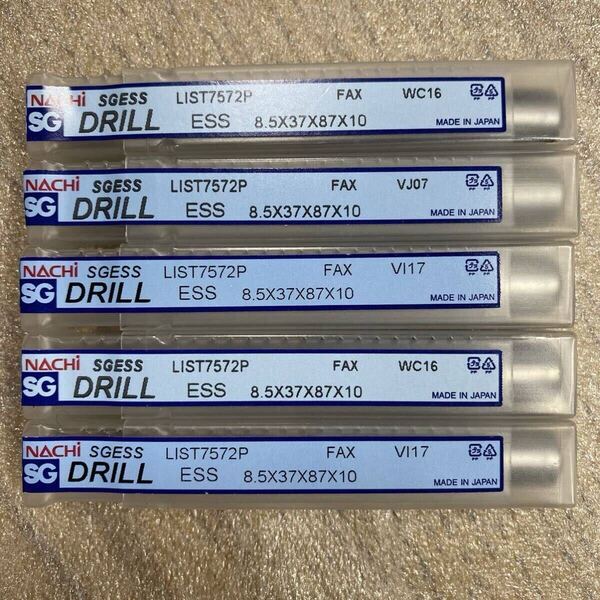 NACHi SGESS LIST7572P FAX WC16
SG DRILL ESS 8.5X37X87X10 MADE IN JAPAN
NACHi SGESS LIST7572P FAX VJ07
SG DRILL ESS 8.5X37X87X10 MADE IN JAPAN
NACHi SGESS LIST7572P FAX VI17
SG DRILL ESS 8.5X37X87X10 MADE IN JAPAN
NACHi SGESS LIST7572P FAX WC16
SG DRILL ESS 8.5X37X87X10 MADE IN JAPAN
NACHi SGESS LIST7572P FAX VI17
SG DRILL ESS 8.5X37X87X10 MADE IN JAPAN